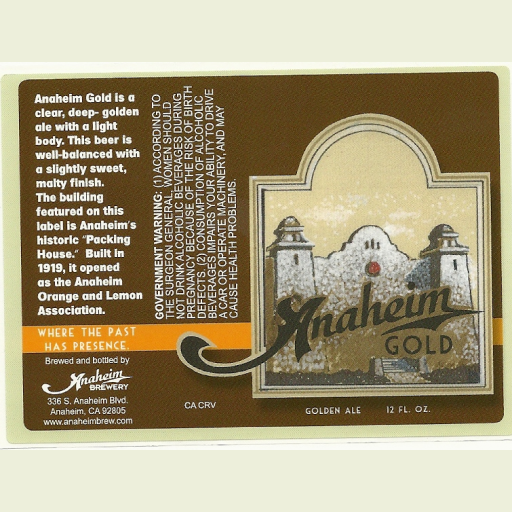 Anaheim Gold is a
clear, deep- golden
ale with a light
body. This beer is
well-balanced with
a slightly sweet,
malty finish.
The building
featured on this
label is Anaheim's
historic "Packing
House." Built in
1919, it opened
as the Anaheim
Orange and Lemon
Association.
WHERE THE PAST
HAS PRESENCE.
Brewed and bottled by
Anaheim
BREWERY
336 S. Anaheim Blvd.
Anaheim, CA 92805
www.anaheimbrew.com
GOVERNMENT WARNING: (1) ACCORDING TO
THE SURGEON GENERAL, WOMEN SHOULD
NOT DRINK ALCOHOLIC BEVERAGES DURING
PREGNANCY BECAUSE OF THE RISK OF BIRTH
DEFECTS. (2) CONSUMPTION OF ALCOHOLIC
BEVERAGES IMPAIRS YOUR ABILITY TO DRIVE
A CAR OR OPERATE MACHINERY, AND MAY
CAUSE HEALTH PROBLEMS.
CA CRV
Anaheim
GOLD
GOLDEN ALE 12 FL. OZ.